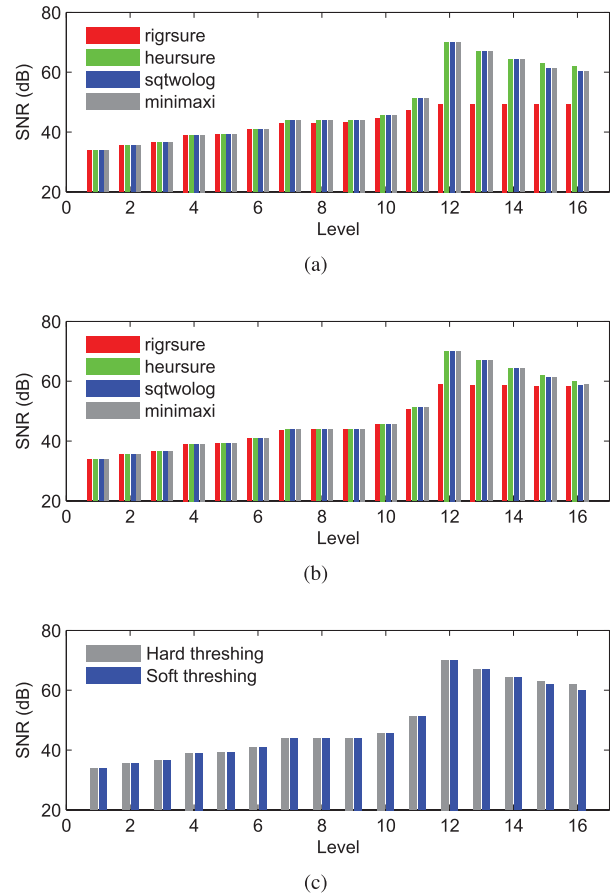 80
60
40
20
SNR (dB)
rigrsure
heursure
sqtwolog
minimaxi
0 2 4 6 8 10 12 14 16
Level
(a)
80
60
40
20
SNR (dB)
rigrsure
heursure
sqtwolog
minimaxi
0 2 4 6 8 10 12 14 16
Level
(b)
80
60
40
20
SNR (dB)
Hard threshing
Soft threshing
0 2 4 6 8 10 12 14 16
Level
(c)